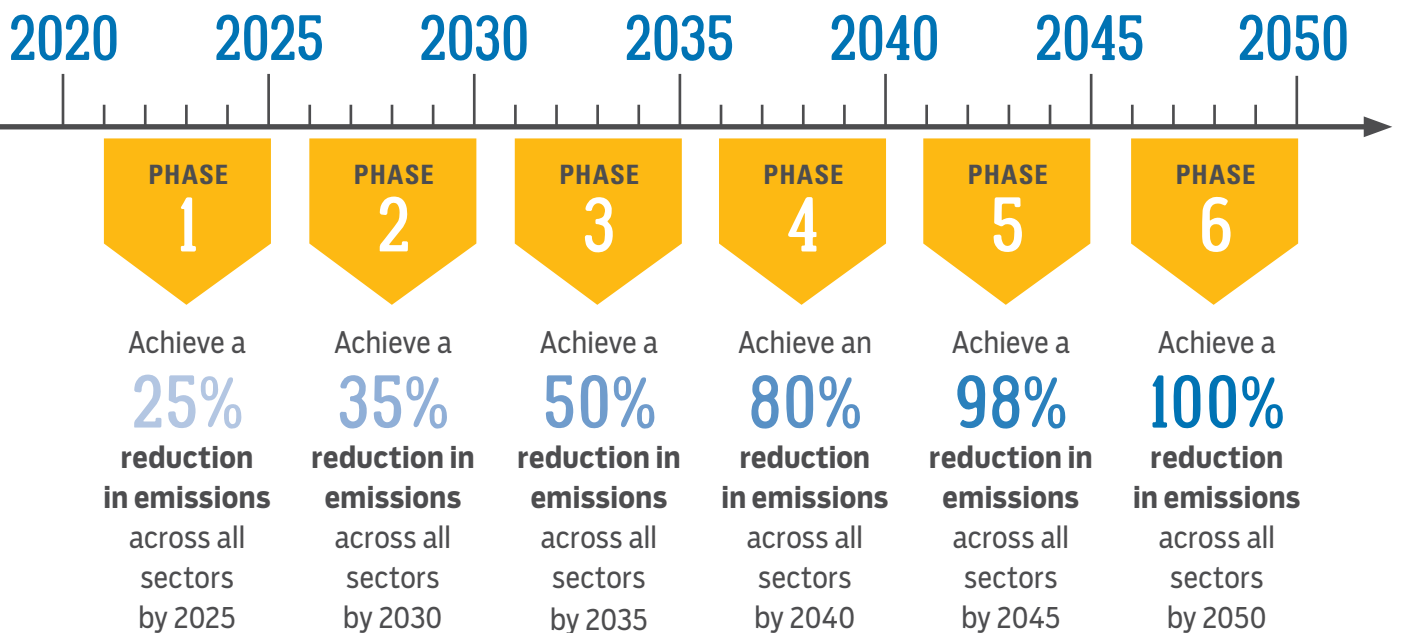 2020 2025 2030 2035 2040 2045 2050
PHASE
1
Achieve a
25%
reduction
in emissions
across all
sectors
by 2025
PHASE
2
Achieve a
35%
reduction in
emissions
across all
sectors
by 2030
PHASE
3
Achieve a
50%
reduction in
emissions
across all
sectors
by 2035
PHASE
4
Achieve an
80%
reduction
in emissions
across all
sectors
by 2040
PHASE
5
Achieve a
98%
reduction in
emissions
across all
sectors
by 2045
PHASE
6
Achieve a
100%
reduction
in emissions
across all
sectors
by 2050